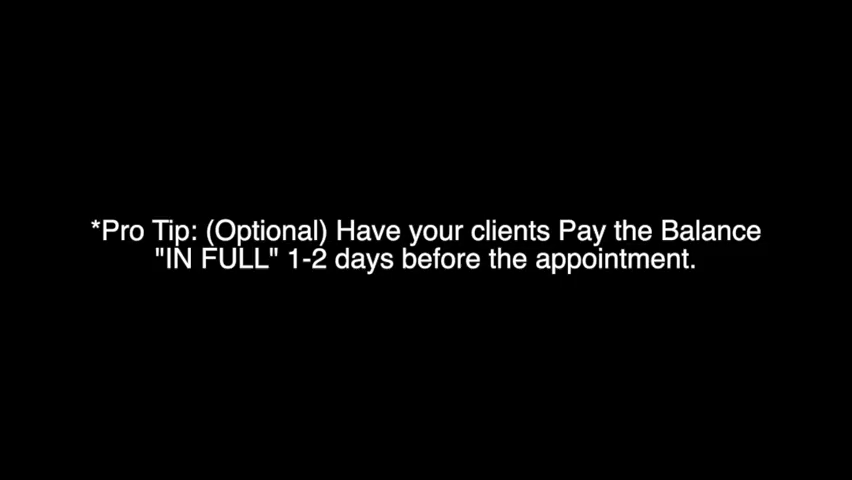 *Pro Tip: (Optional) Have your clients Pay the Balance
"IN FULL" 1-2 days before the appointment.